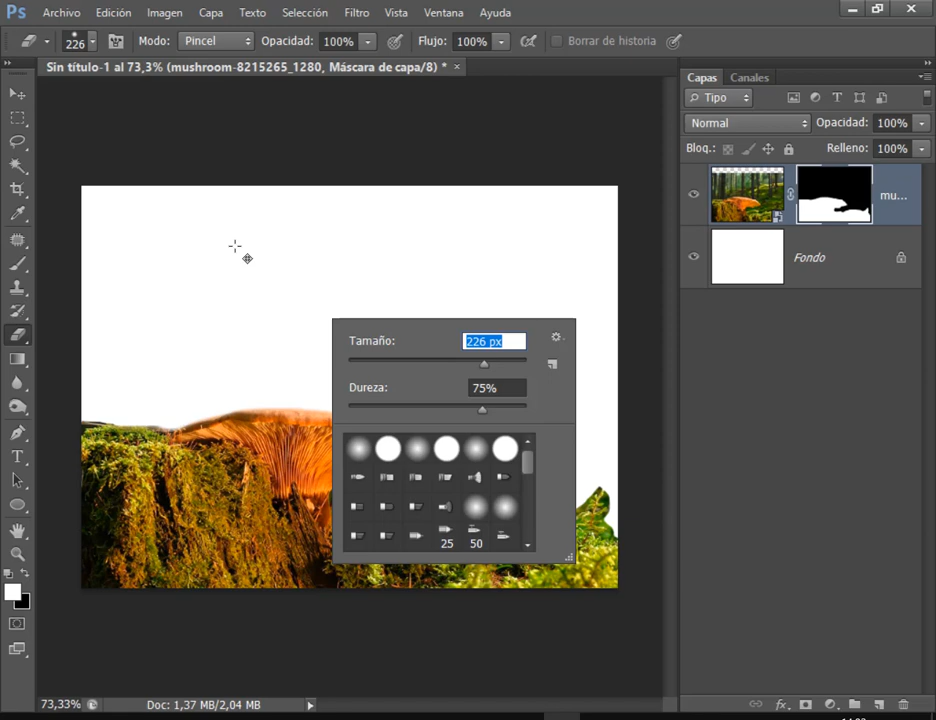 Ps Archivo Edición Imagen Capa Texto Selección Filtro Vista Ventana Ayuda
226 Modo: Pincel Opacidad: 100% Flujo: 100% Borrar de historia
Sin título-1 al 73,3% (mushroom-8215265_1280, Máscara de capa/8) * ×
Capas Canales
Tipo
Normal Opacidad: 100%
Bloq.: Relleno: 100%
mu...
Fondo
Tamaño: 226 px
Dureza: 75%
25 50
73,33% Doc: 1,37 MB/2,04 MB